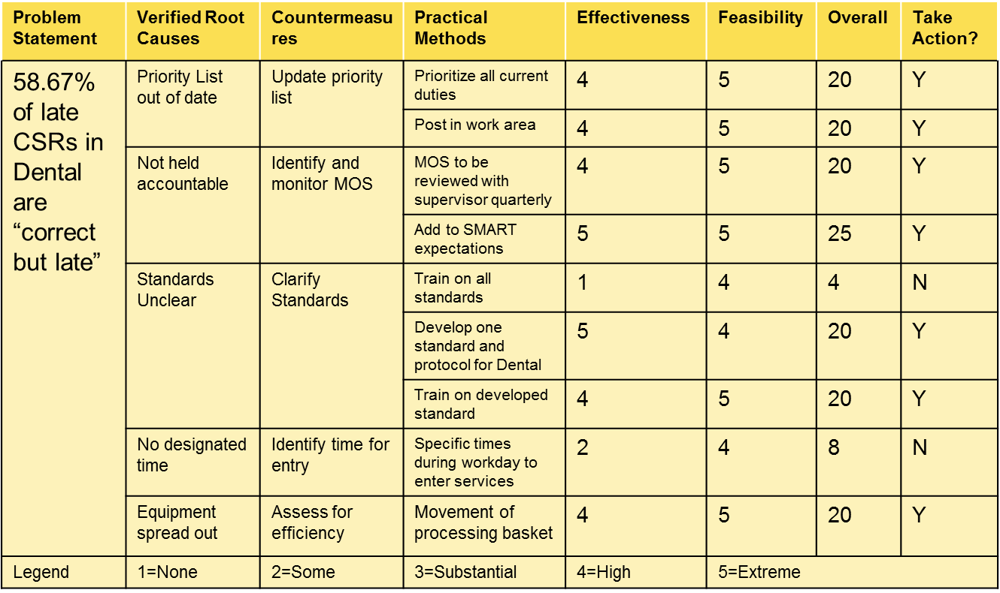 Problem Statement | Verified Root Causes | Countermeasu res | Practical Methods | Effectiveness | Feasibility | Overall | Take Action?
58.67% of late CSRs in Dental are “correct but late” | Priority List out of date | Update priority list | Prioritize all current duties | 4 | 5 | 20 | Y
Post in work area | 4 | 5 | 20 | Y
Not held accountable | Identify and monitor MOS | MOS to be reviewed with supervisor quarterly | 4 | 5 | 20 | Y
Add to SMART expectations | 5 | 5 | 25 | Y
Standards Unclear | Clarify Standards | Train on all standards | 1 | 4 | 4 | N
Develop one standard and protocol for Dental | 5 | 4 | 20 | Y
Train on developed standard | 4 | 5 | 20 | Y
No designated time | Identify time for entry | Specific times during workday to enter services | 2 | 4 | 8 | N
Equipment spread out | Assess for efficiency | Movement of processing basket | 4 | 5 | 20 | Y
Legend | 1=None | 2=Some | 3=Substantial | 4=High | 5=Extreme